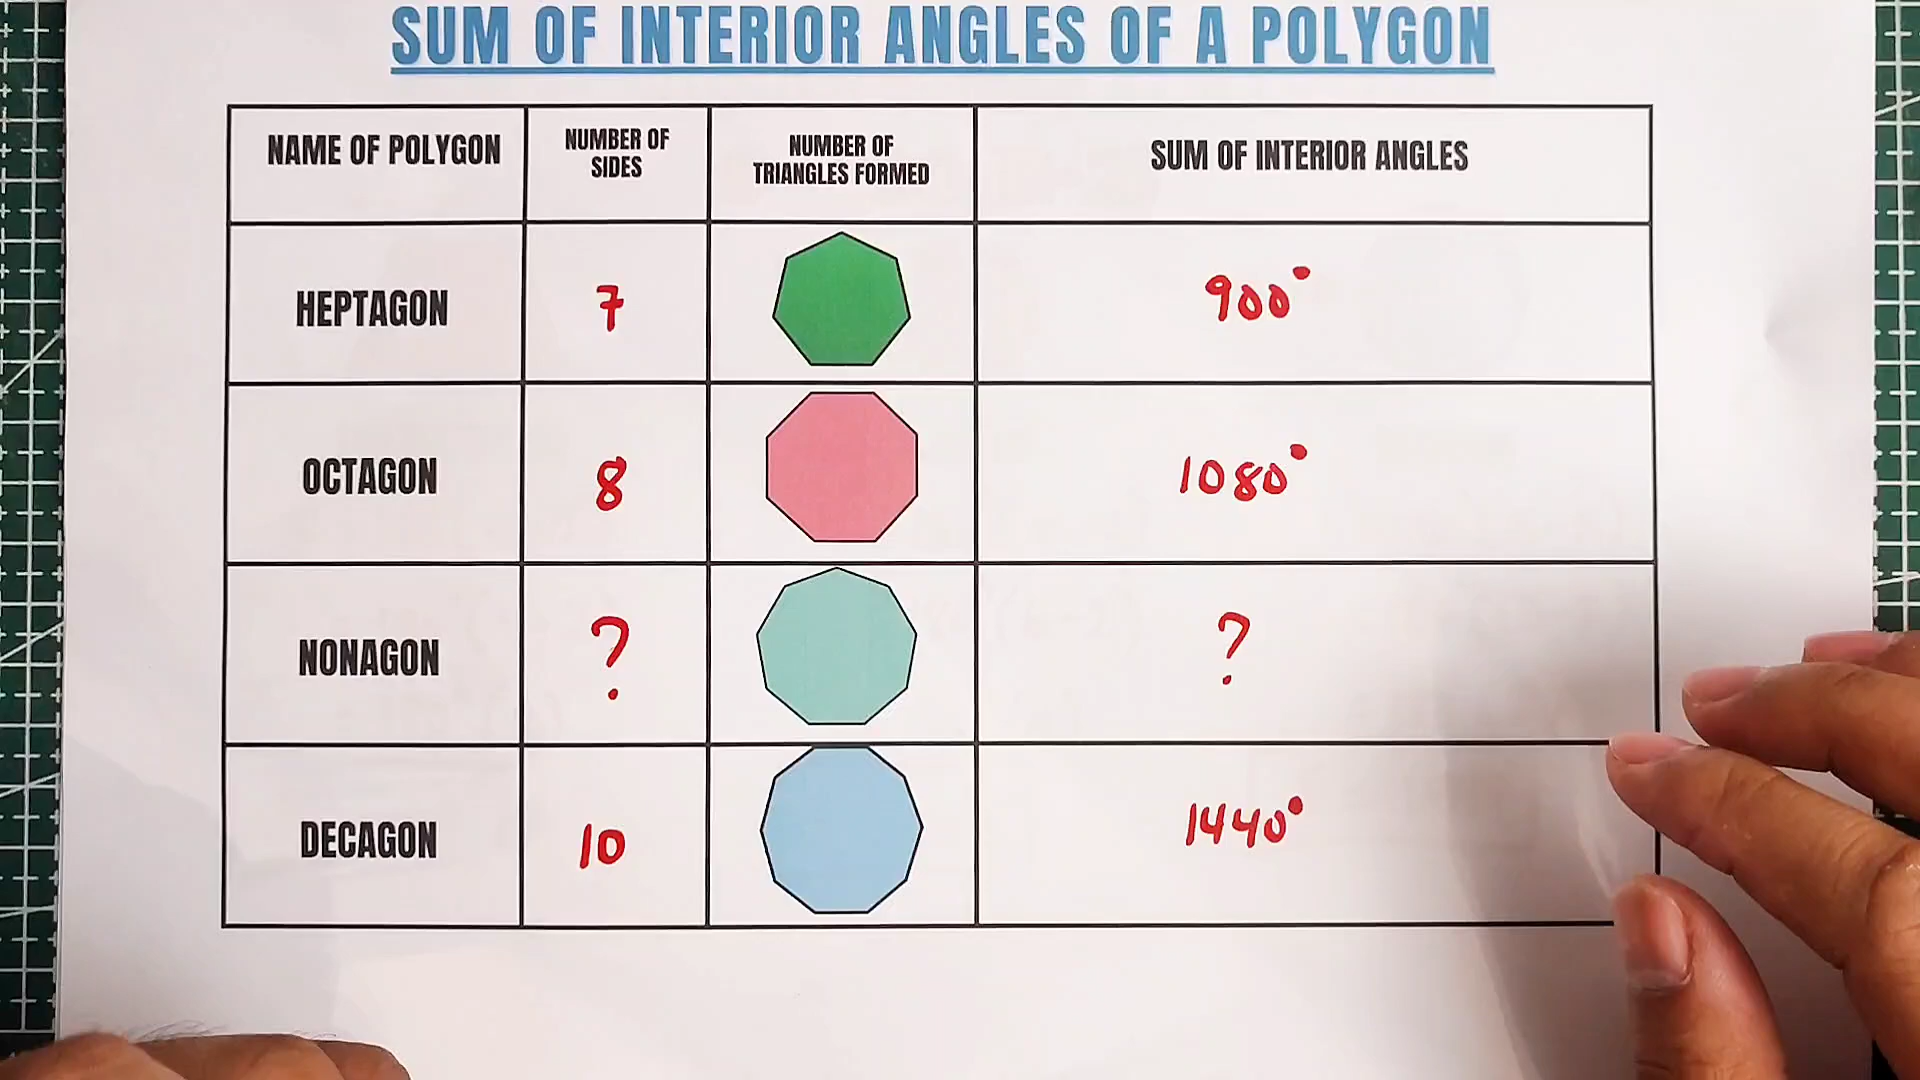 SUM OF INTERIOR ANGLES OF A POLYGON
NAME OF POLYGON
NUMBER OF
SIDES
NUMBER OF
TRIANGLES FORMED
SUM OF INTERIOR ANGLES
HEPTAGON
7
900°
OCTAGON
8
1080°
NONAGON
?
?
DECAGON
10
1440°